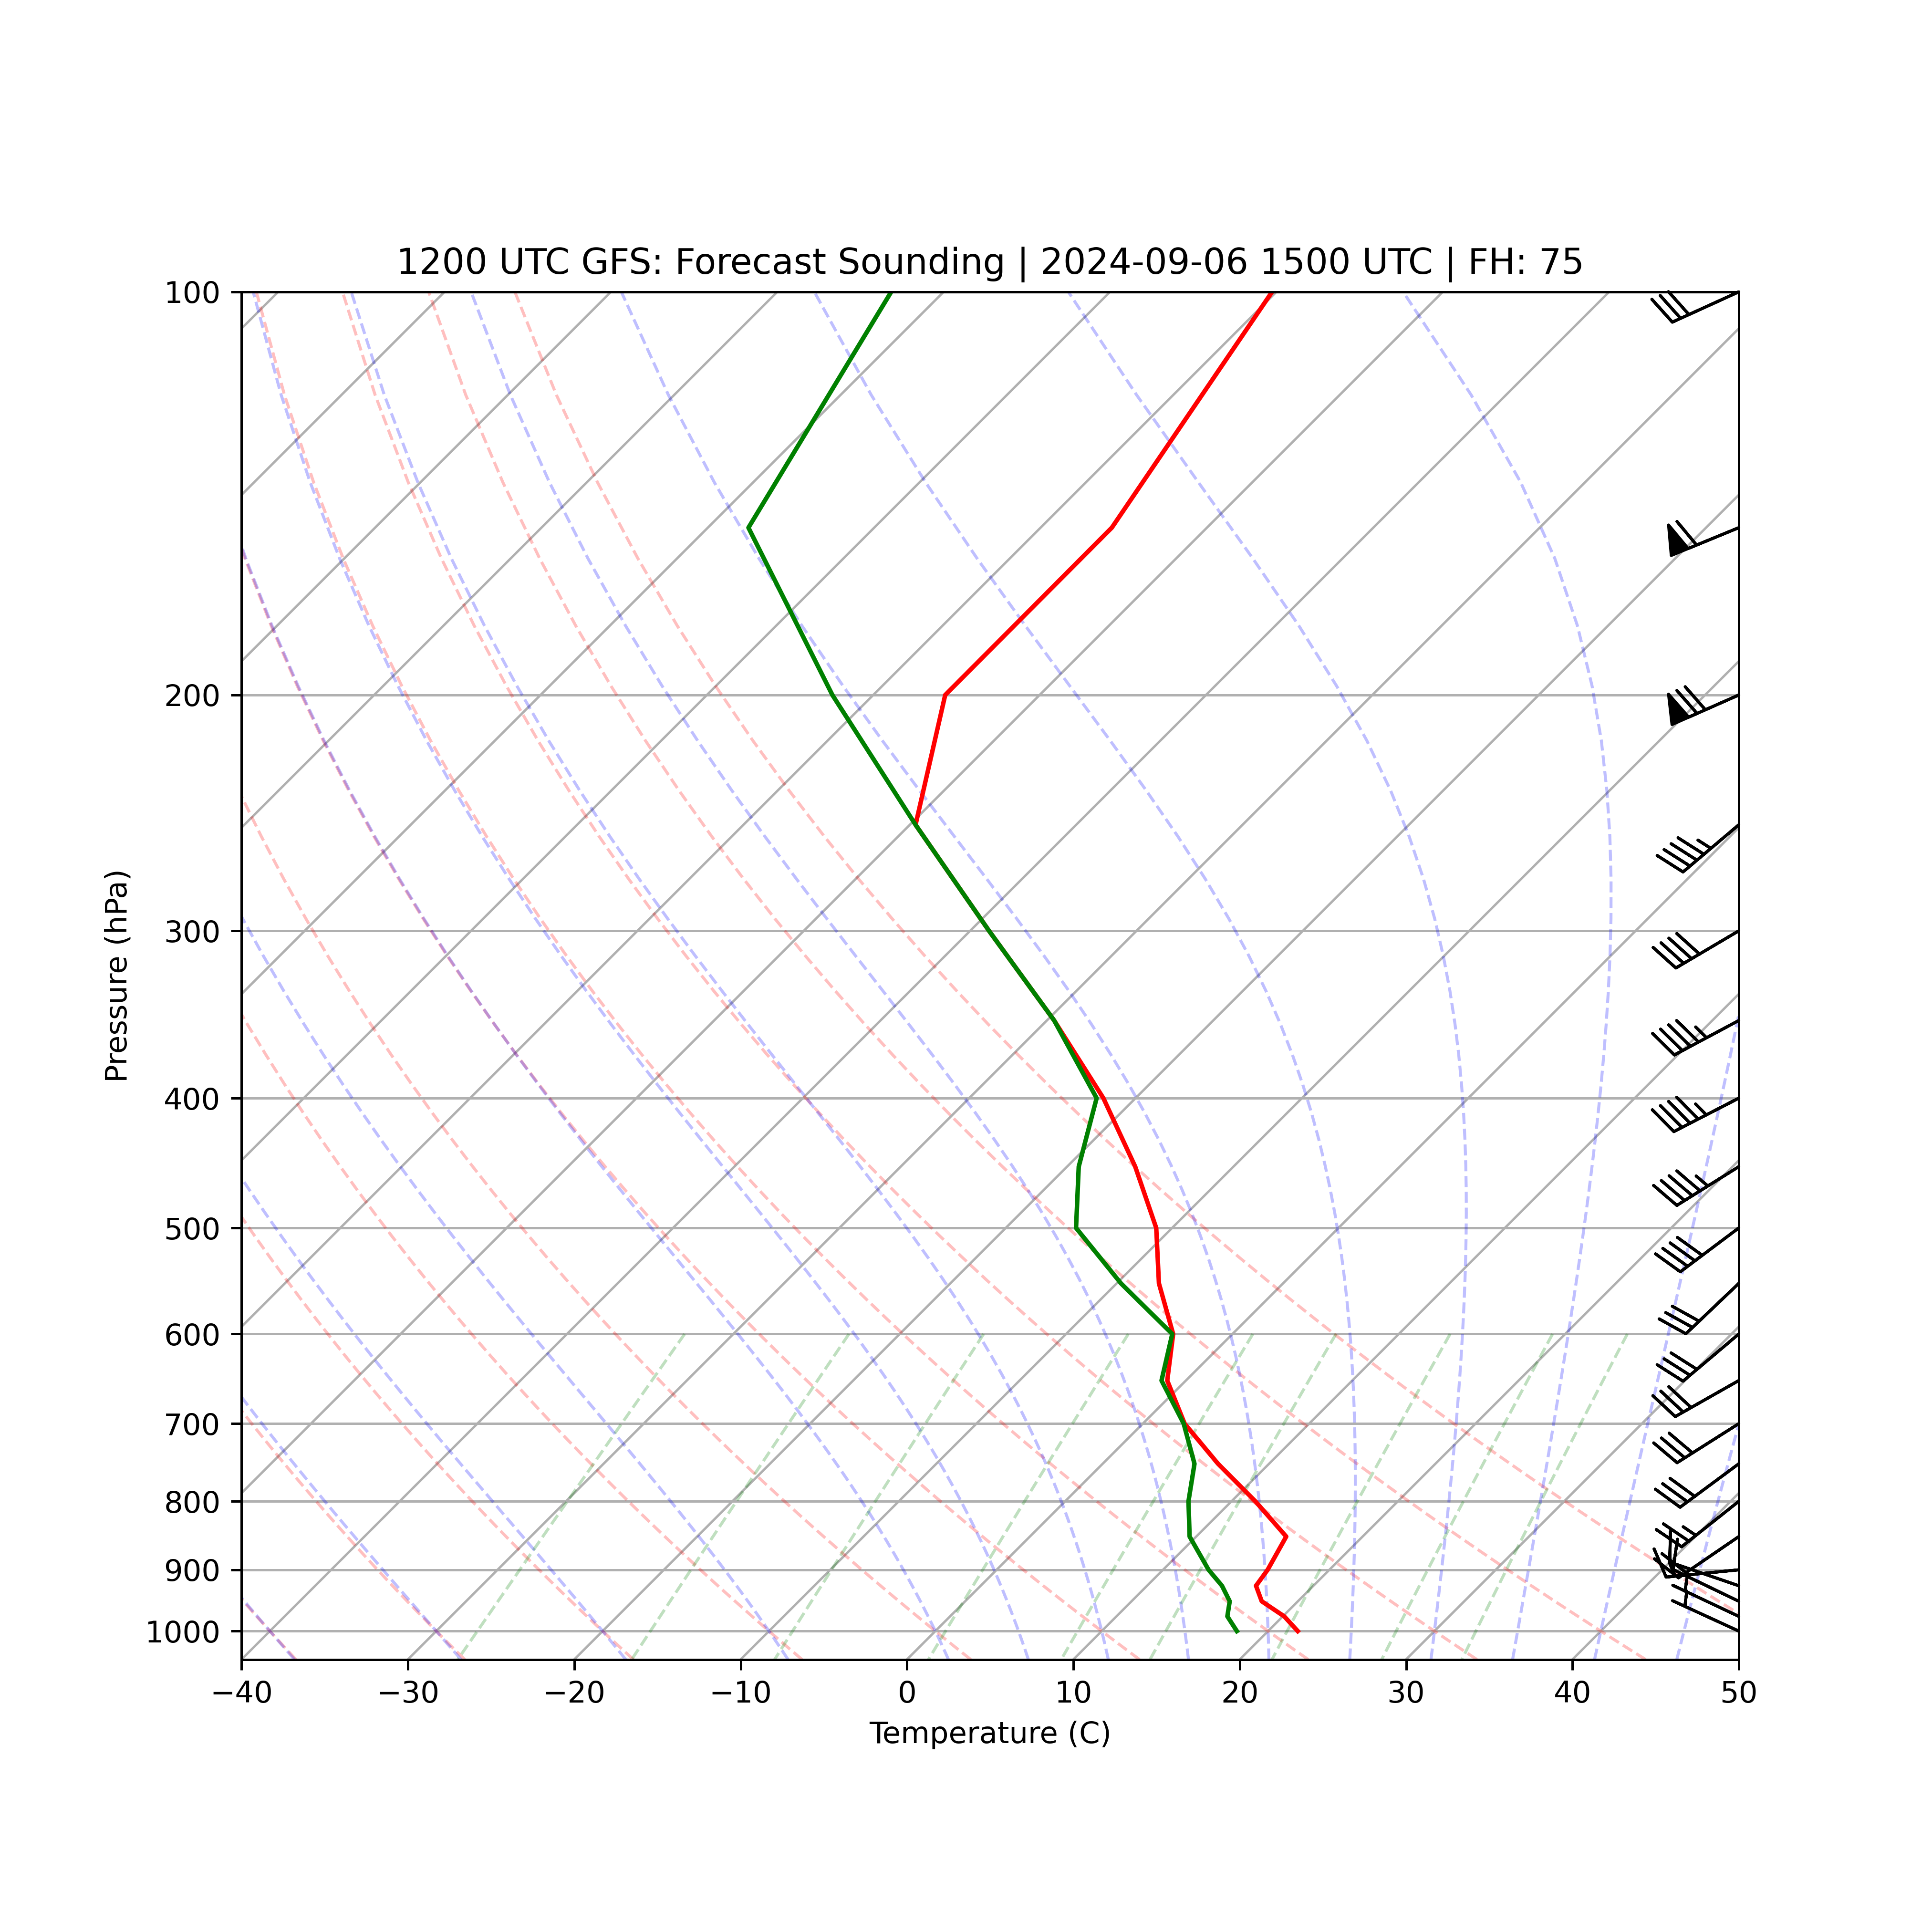 1200 UTC GFS: Forecast Sounding | 2024-09-06 1500 UTC | FH: 75
100
200
300
400
500
600
700
800
900
1000
Pressure (hPa)
−40 −30 −20 −10 0 10 20 30 40 50
Temperature (C)